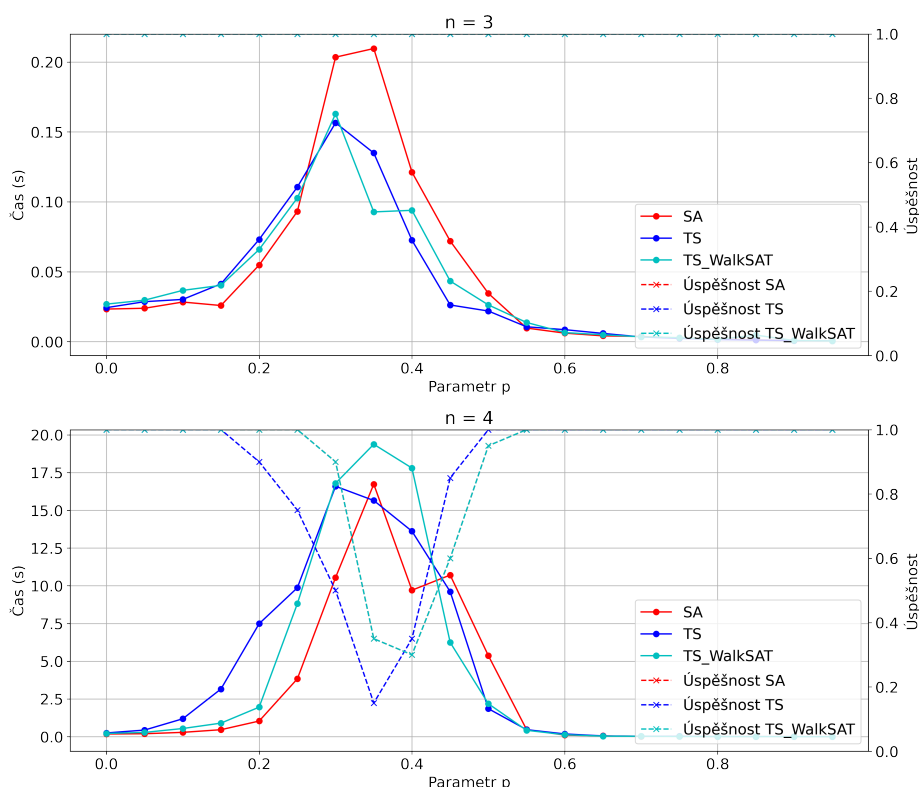 n = 3
0.20
0.15
0.10
0.05
0.00
Čas (s)
0.0 0.2 0.4 0.6 0.8
Parametr p
1.0
0.8
0.6
0.4
0.2
0.0
Úspěšnost
SA
TS
TS_WalkSAT
Úspěšnost SA
Úspěšnost TS
Úspěšnost TS_WalkSAT
n = 4
20.0
17.5
15.0
12.5
10.0
7.5
5.0
2.5
0.0
Čas (s)
0.0 0.2 0.4 0.6 0.8
Parametr p
1.0
0.8
0.6
0.4
0.2
0.0
Úspěšnost
SA
TS
TS_WalkSAT
Úspěšnost SA
Úspěšnost TS
Úspěšnost TS_WalkSAT